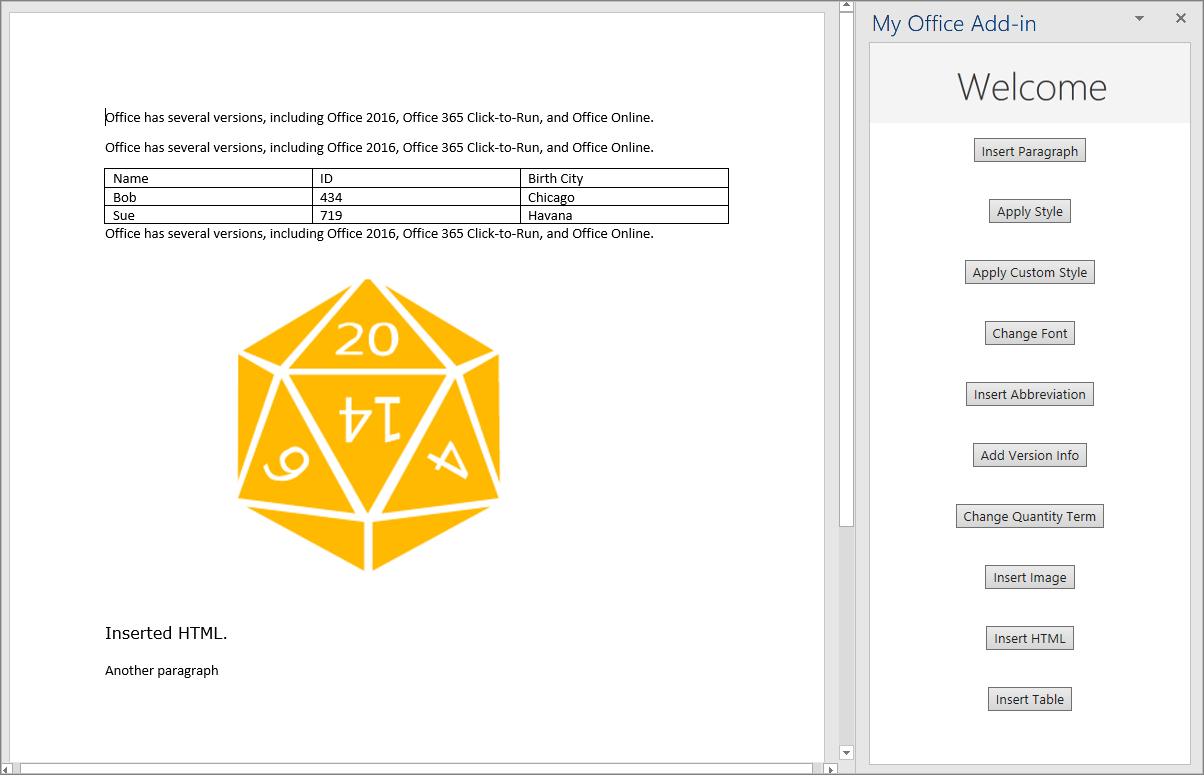 Office has several versions, including Office 2016, Office 365 Click-to-Run, and Office Online.
Office has several versions, including Office 2016, Office 365 Click-to-Run, and Office Online.
Name ID Birth City
Bob 434 Chicago
Sue 719 Havana
Office has several versions, including Office 2016, Office 365 Click-to-Run, and Office Online.
20
14
9
4
Inserted HTML.
Another paragraph
My Office Add-in
Welcome
Insert Paragraph
Apply Style
Apply Custom Style
Change Font
Insert Abbreviation
Add Version Info
Change Quantity Term
Insert Image
Insert HTML
Insert Table